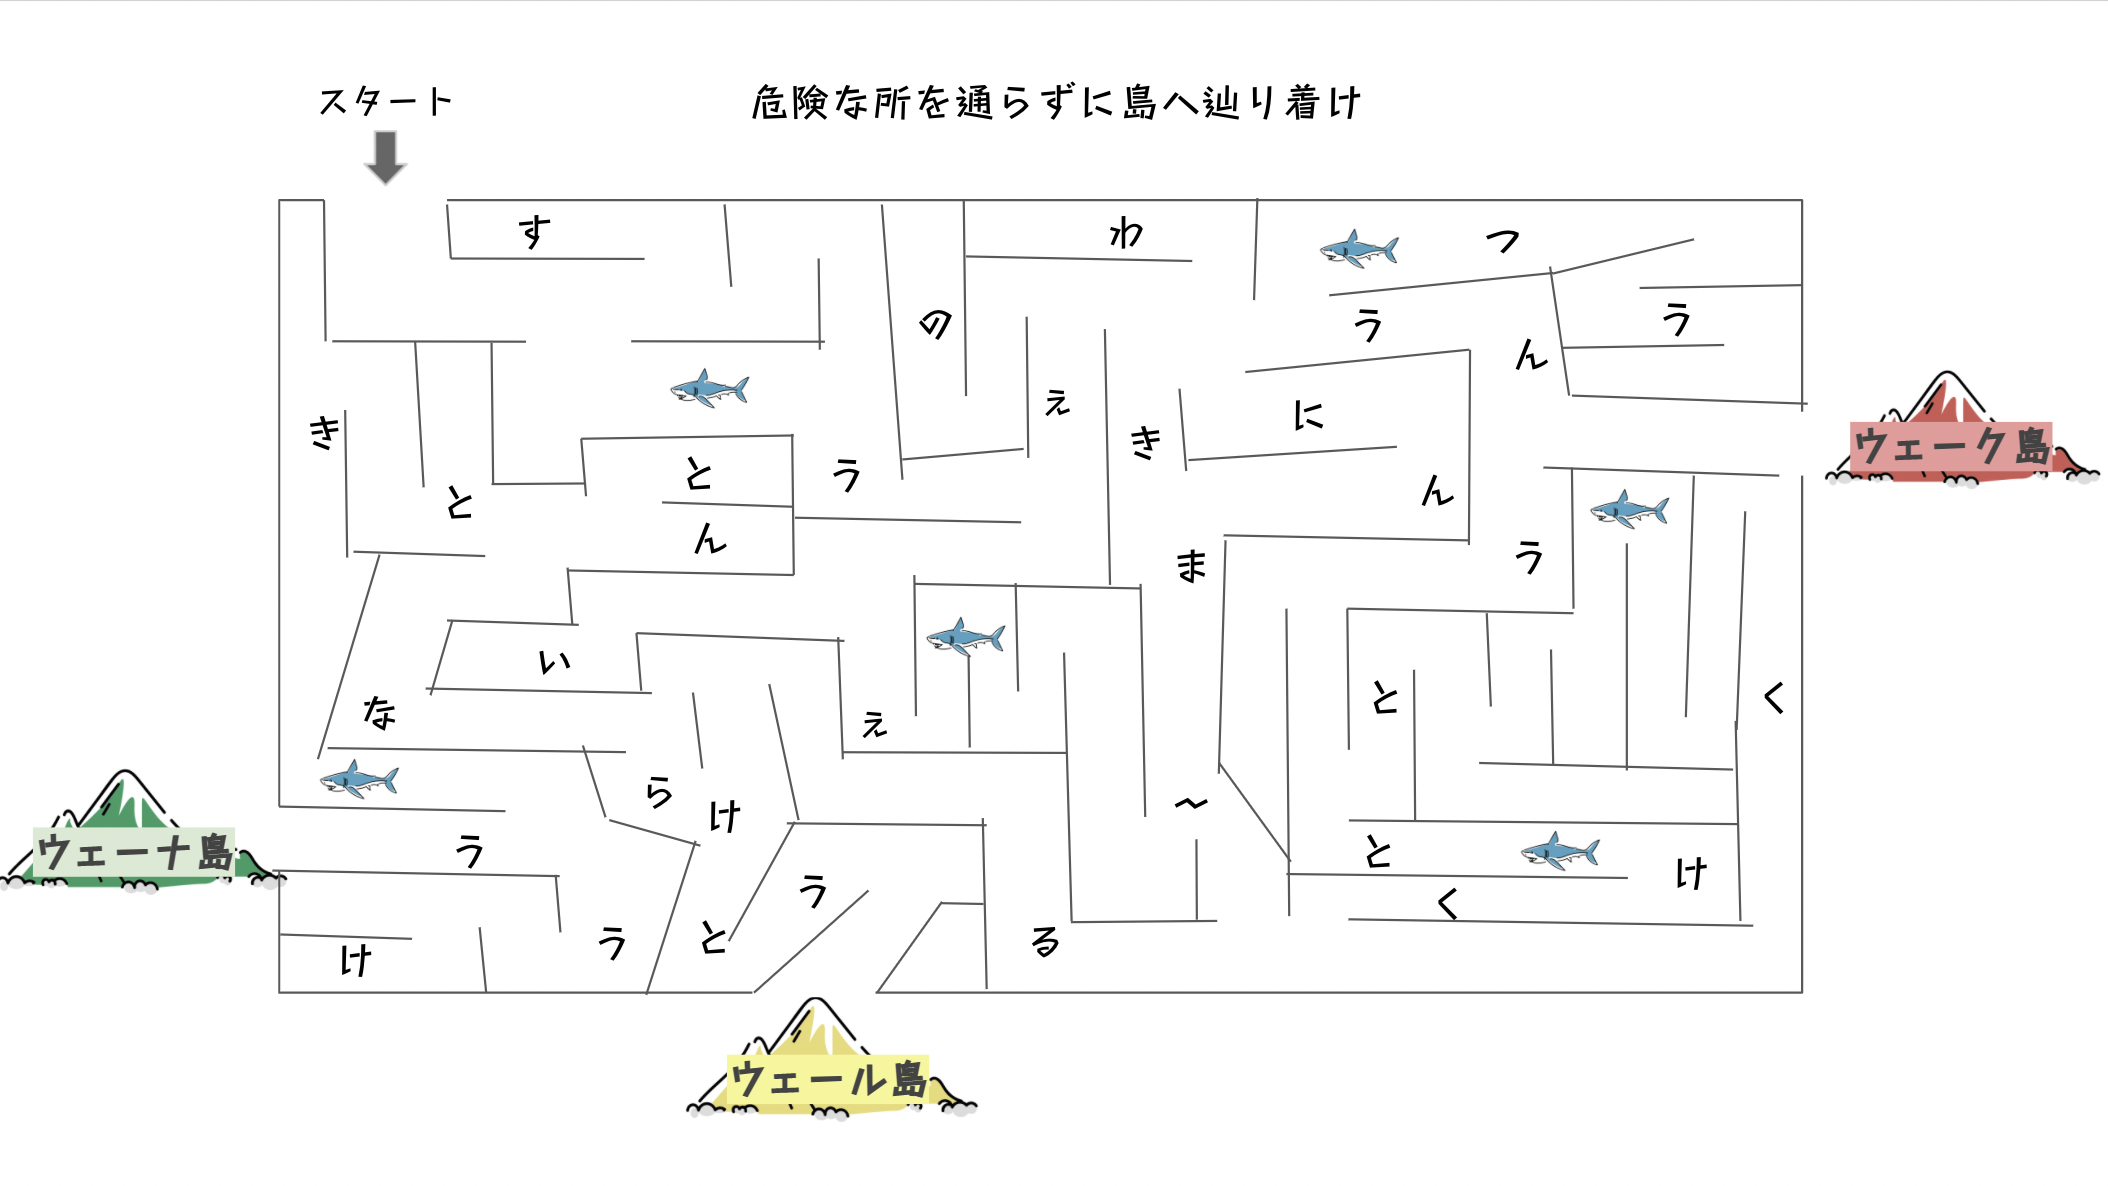 スタート
危険な所を通らずに島へ辿り着け
す
わ
つ
の
う
う
ん
え
に
き
き
と
と
う
ん
ん
ま
う
い
な
え
と
く
ら
け
～
う
と
け
う
く
う
と
る
け
ウェーク島
ウェーナ島
ウェール島